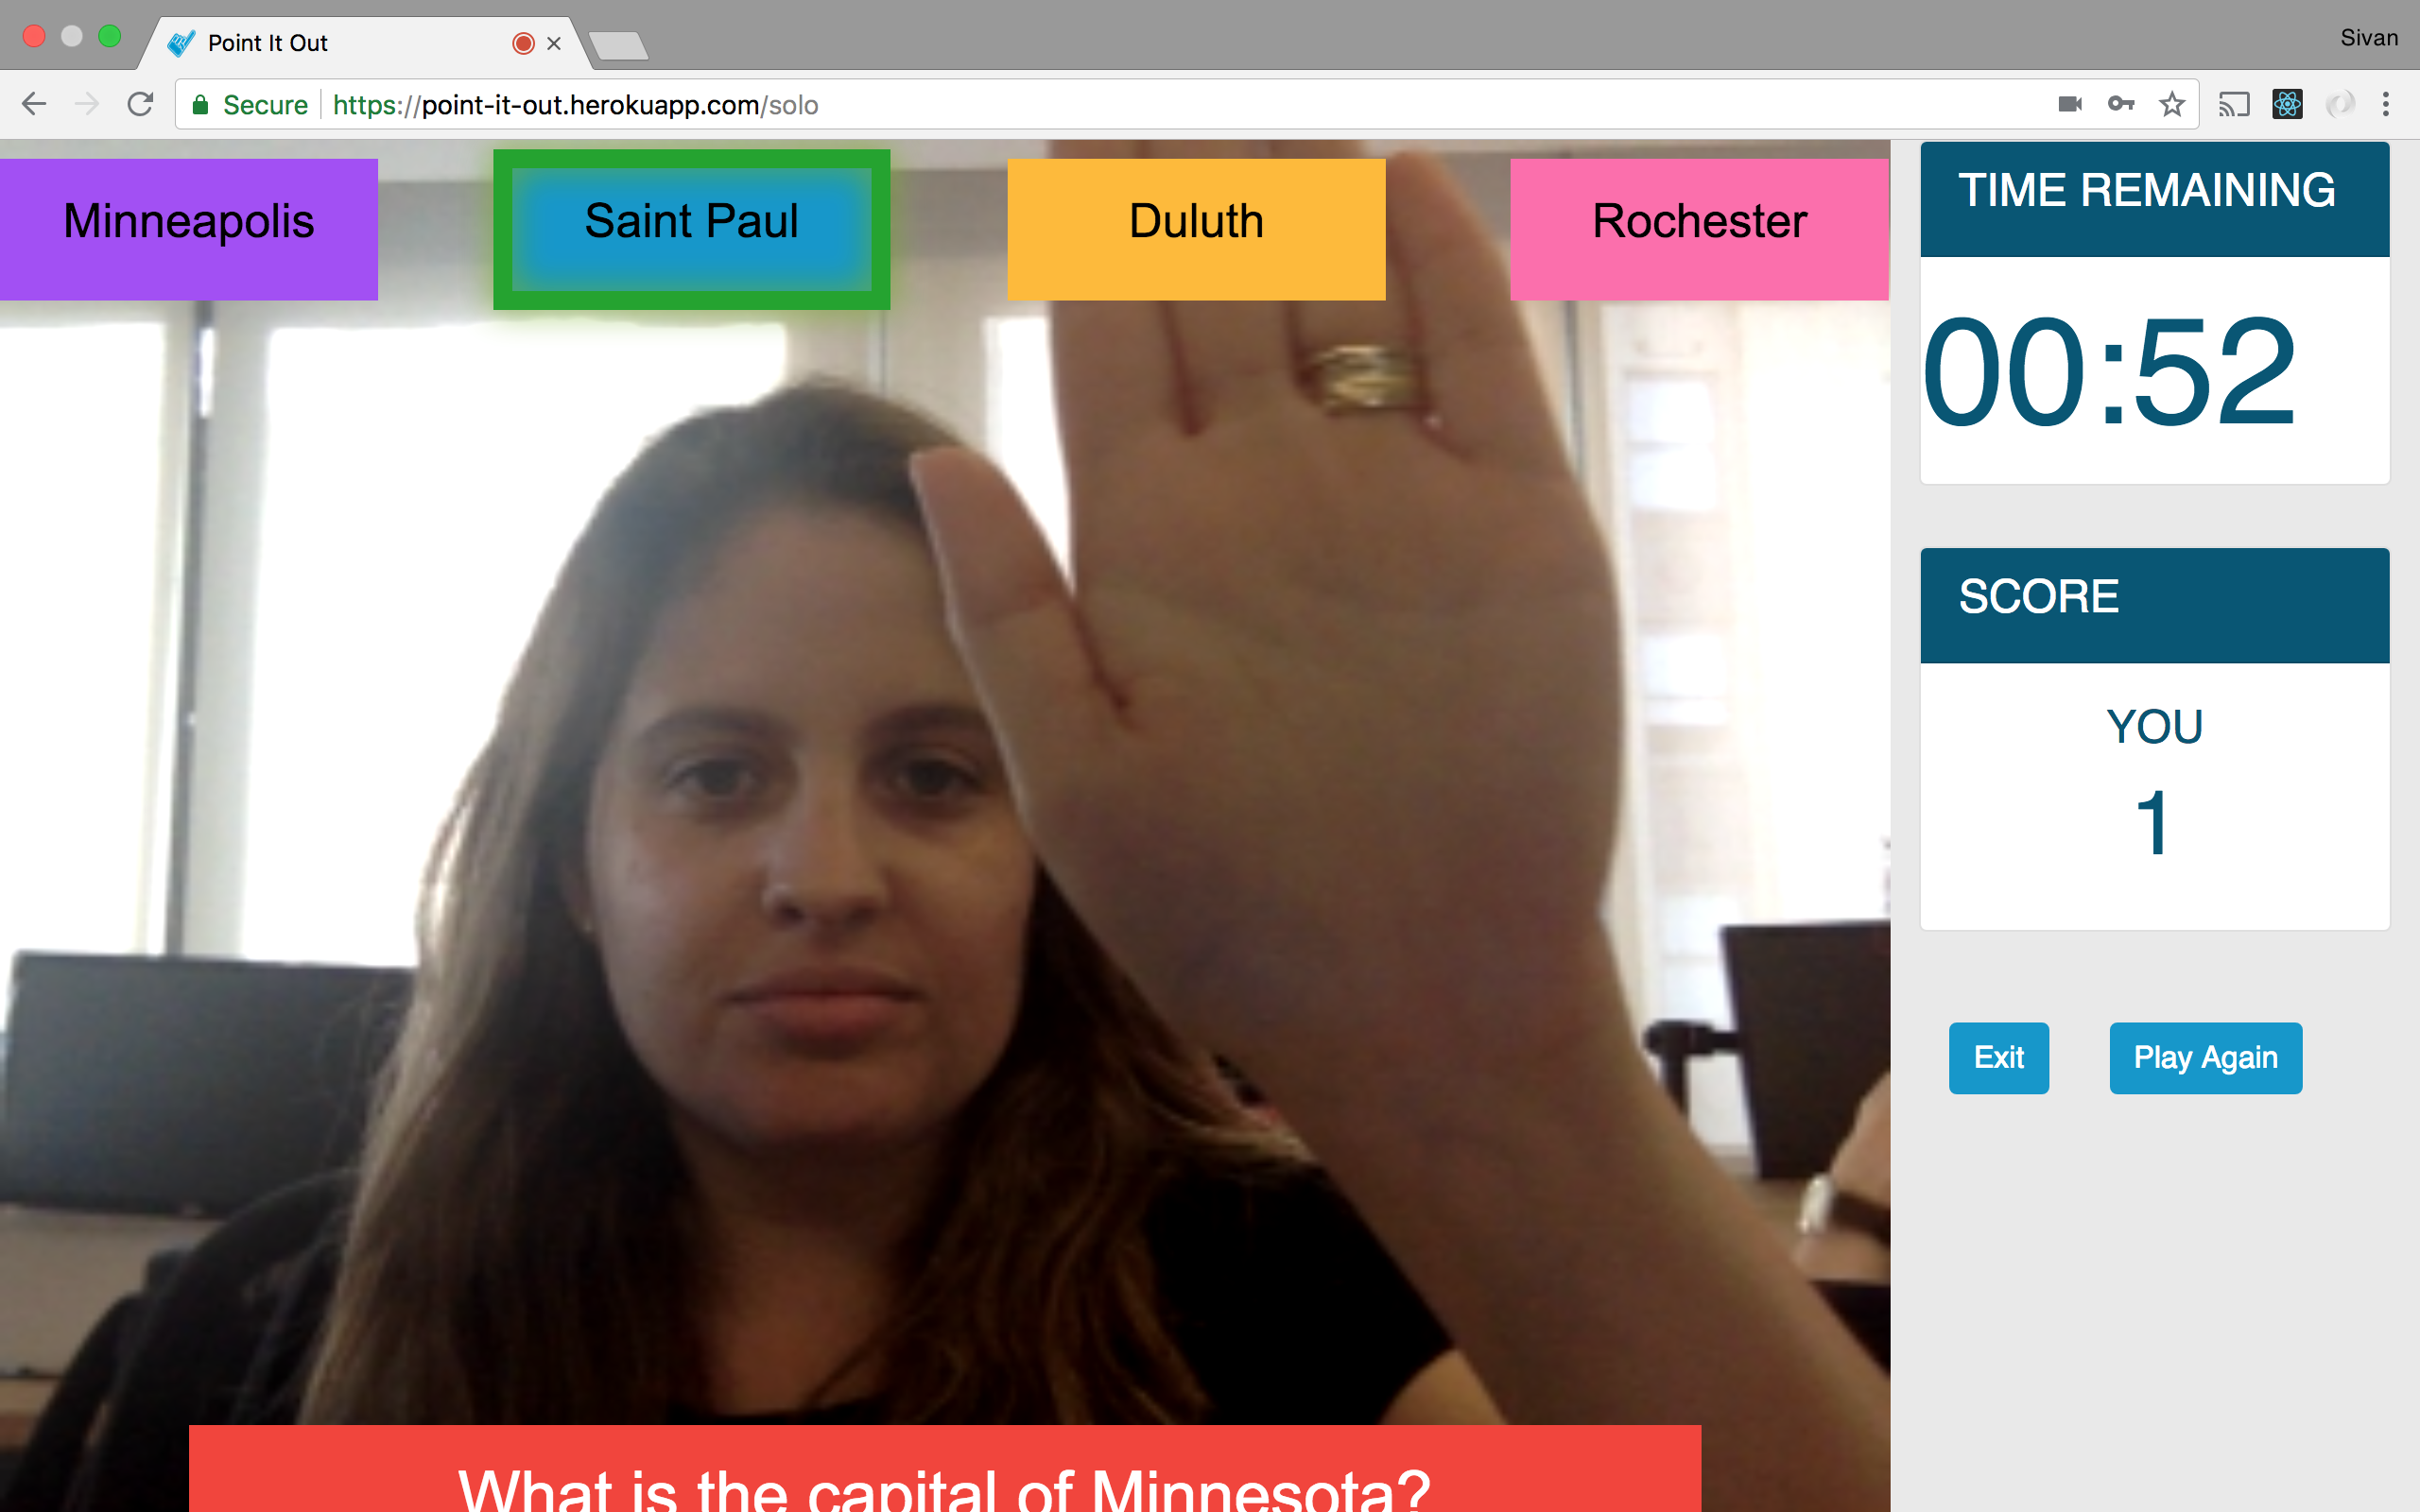 Point It Out
Sivan
Secure https://point-it-out.herokuapp.com/solo
Minneapolis
Saint Paul
Duluth
Rochester
TIME REMAINING
00:52
SCORE
YOU
1
Exit
Play Again
What is the capital of Minnesota?